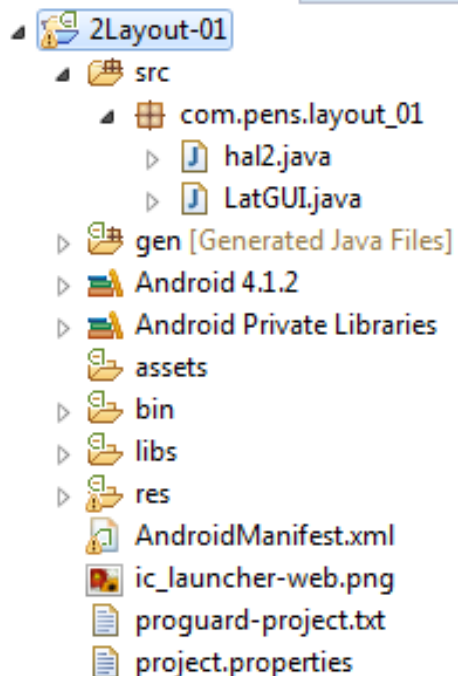 2Layout-01
src
com.pens.layout_01
hal2.java
LatGUI.java
gen [Generated Java Files]
Android 4.1.2
Android Private Libraries
assets
bin
libs
res
AndroidManifest.xml
ic_launcher-web.png
proguard-project.txt
project.properties